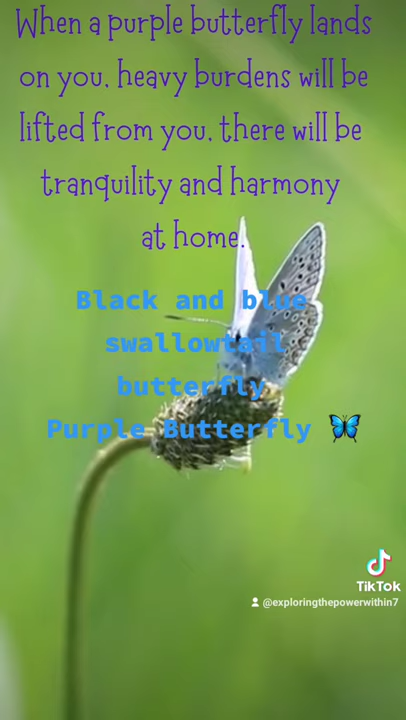 When a purple butterfly lands
on you, heavy burdens will be
lifted from you, there will be
tranquility and harmony
at home.
Black and blue
swallowtail
butterfly
Purple Butterfly 🦋
TikTok
@exploringthepowerwithin7